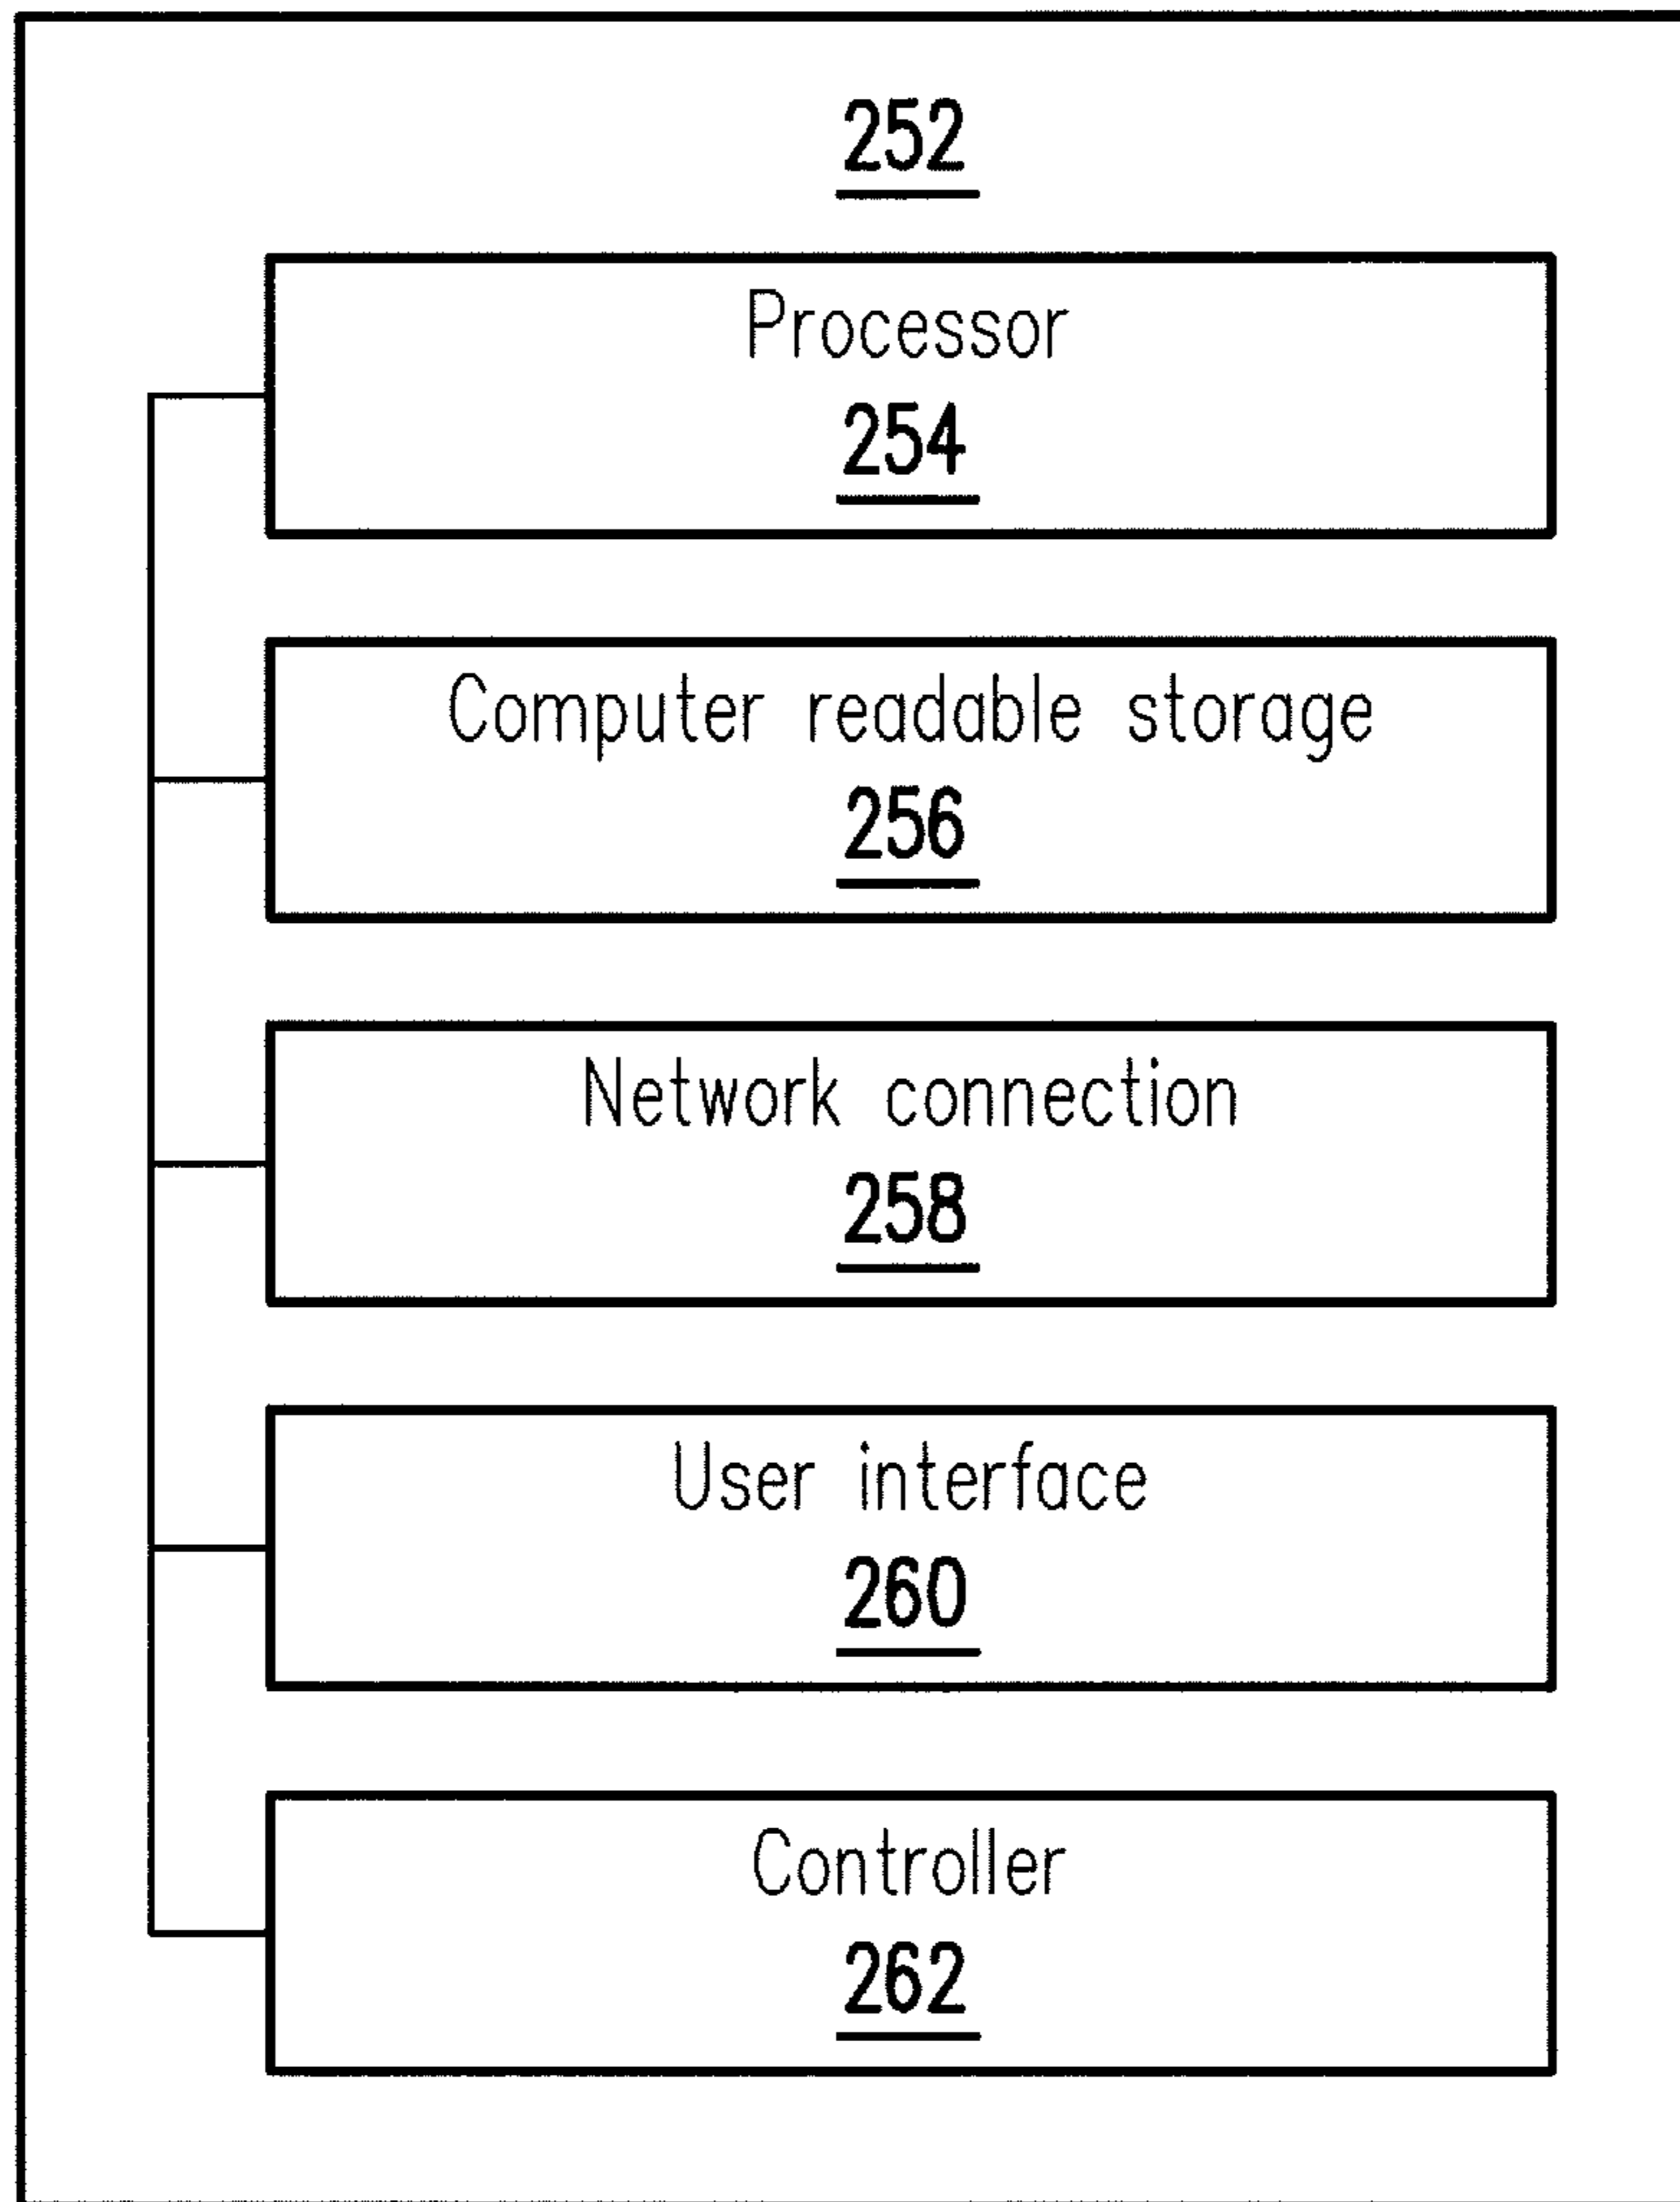 252
Processor
254
Computer readable storage
256
Network connection
258
User interface
260
Controller
262